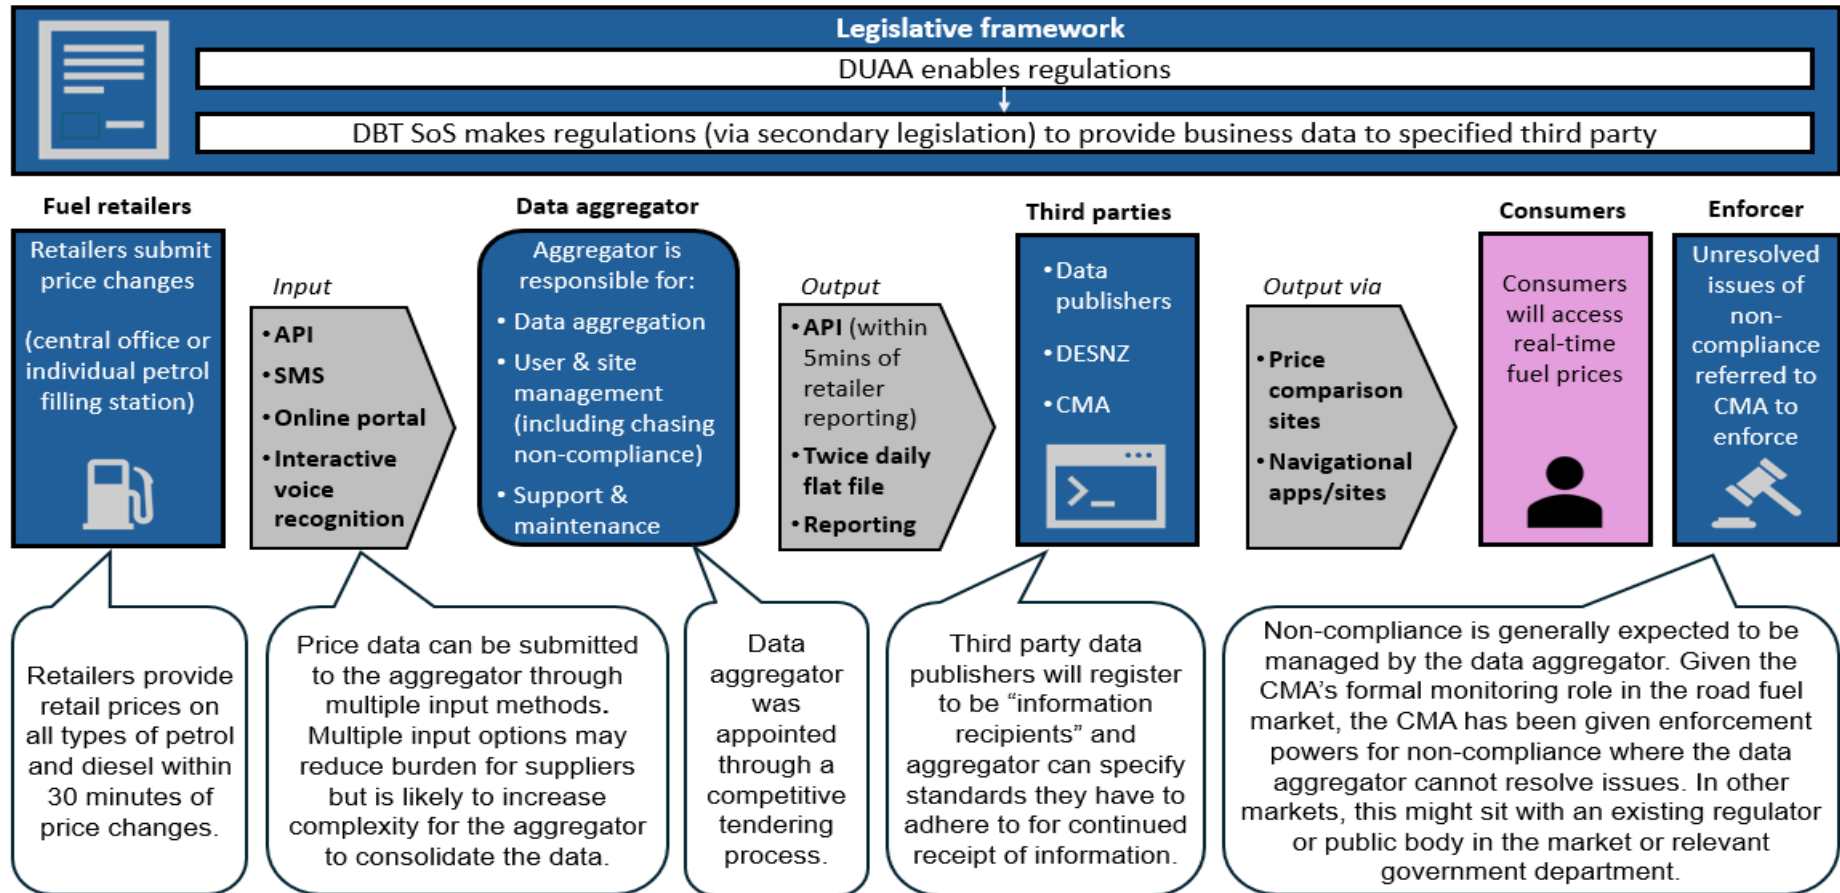 Legislative framework
DUAA enables regulations
DBT SoS makes regulations (via secondary legislation) to provide business data to specified third party
Fuel retailers
Retailers submit
price changes
(central office or
individual petrol
filling station)
Input
• API
• SMS
• Online portal
• Interactive
voice
recognition
Data aggregator
Aggregator is
responsible for:
• Data aggregation
• User & site
management
(including chasing
non-compliance)
• Support &
maintenance
Output
• API (within
5mins of
retailer
reporting)
• Twice daily
flat file
• Reporting
Third parties
• Data
publishers
• DESNZ
• CMA
Output via
• Price
comparison
sites
• Navigational
apps/sites
Consumers
Consumers
will access
real-time
fuel prices
Enforcer
Unresolved
issues of
non-
compliance
referred to
CMA to
enforce
Retailers provide
retail prices on
all types of petrol
and diesel within
30 minutes of
price changes.
Price data can be submitted
to the aggregator through
multiple input methods.
Multiple input options may
reduce burden for suppliers
but is likely to increase
complexity for the aggregator
to consolidate the data.
Data
aggregator
was
appointed
through a
competitive
tendering
process.
Third party data
publishers will register
to be “information
recipients” and
aggregator can specify
standards they have to
adhere to for continued
receipt of information.
Non-compliance is generally expected to be
managed by the data aggregator. Given the
CMA’s formal monitoring role in the road fuel
market, the CMA has been given enforcement
powers for non-compliance where the data
aggregator cannot resolve issues. In other
markets, this might sit with an existing regulator
or public body in the market or relevant
government department.